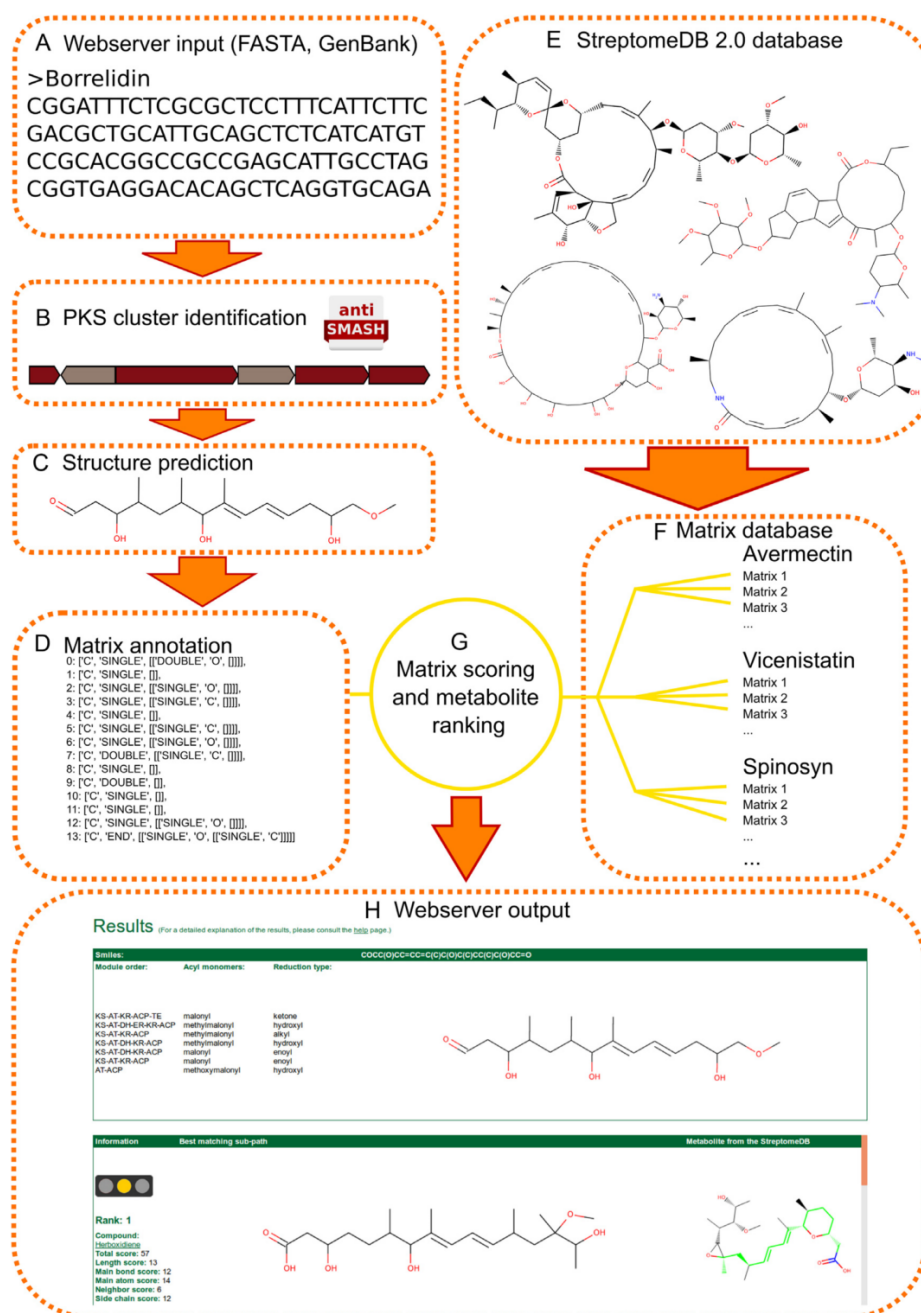 A Webserver input (FASTA, GenBank)
>Borrelidin
CGGATTTCTCGCGCTCCTTTCATTCTTC
GACGCTGCATTGCAGCTCTCATCATGT
CCGCACGGCCGCCGAGCATTGCCTAG
CGGTGAGGACACAGCTCAGGTGCAGA
B PKS cluster identification
anti
SMASH
C Structure prediction
O
OH
OH
OH
O
D Matrix annotation
0: ['C', 'SINGLE', [['DOUBLE', 'O', []]]],
1: ['C', 'SINGLE', []],
2: ['C', 'SINGLE', [['SINGLE', 'O', []]]],
3: ['C', 'SINGLE', [['SINGLE', 'C', []]]],
4: ['C', 'SINGLE', []],
5: ['C', 'SINGLE', [['SINGLE', 'C', []]]],
6: ['C', 'SINGLE', [['SINGLE', 'O', []]]],
7: ['C', 'DOUBLE', [['SINGLE', 'C', []]]],
8: ['C', 'SINGLE', []],
9: ['C', 'DOUBLE', []],
10: ['C', 'SINGLE', []],
11: ['C', 'SINGLE', []],
12: ['C', 'SINGLE', [['SINGLE', 'O', []]]],
13: ['C', 'END', [['SINGLE', 'O', [['SINGLE', 'C']]]]]
E StreptomeDB 2.0 database
F Matrix database
Avermectin
Matrix 1
Matrix 2
Matrix 3
...
Vicenistatin
Matrix 1
Matrix 2
Matrix 3
...
Spinosyn
Matrix 1
Matrix 2
Matrix 3
...
...
G
Matrix scoring
and metabolite
ranking
H Webserver output
Results (For a detailed explanation of the results, please consult the help page.)
Smiles: COCC(O)CC=CC=C(C)C(O)C(C)CC(C)C(O)CC=O
Module order: Acyl monomers: Reduction type:
KS-AT-KR-ACP-TE malonyl ketone
KS-AT-DH-ER-KR-ACP methylmalonyl hydroxyl
KS-AT-KR-ACP methylmalonyl alkyl
KS-AT-DH-KR-ACP methylmalonyl hydroxyl
KS-AT-DH-KR-ACP malonyl enoyl
KS-AT-KR-ACP malonyl enoyl
AT-ACP methoxymalonyl hydroxyl
O
OH
OH
OH
O
Information Best matching sub-path Metabolite from the StreptomeDB
Rank: 1
Compound:
Herboxidiene
Total score: 57
Length score: 13
Main bond score: 12
Main atom score: 14
Neighbor score: 6
Side chain score: 12